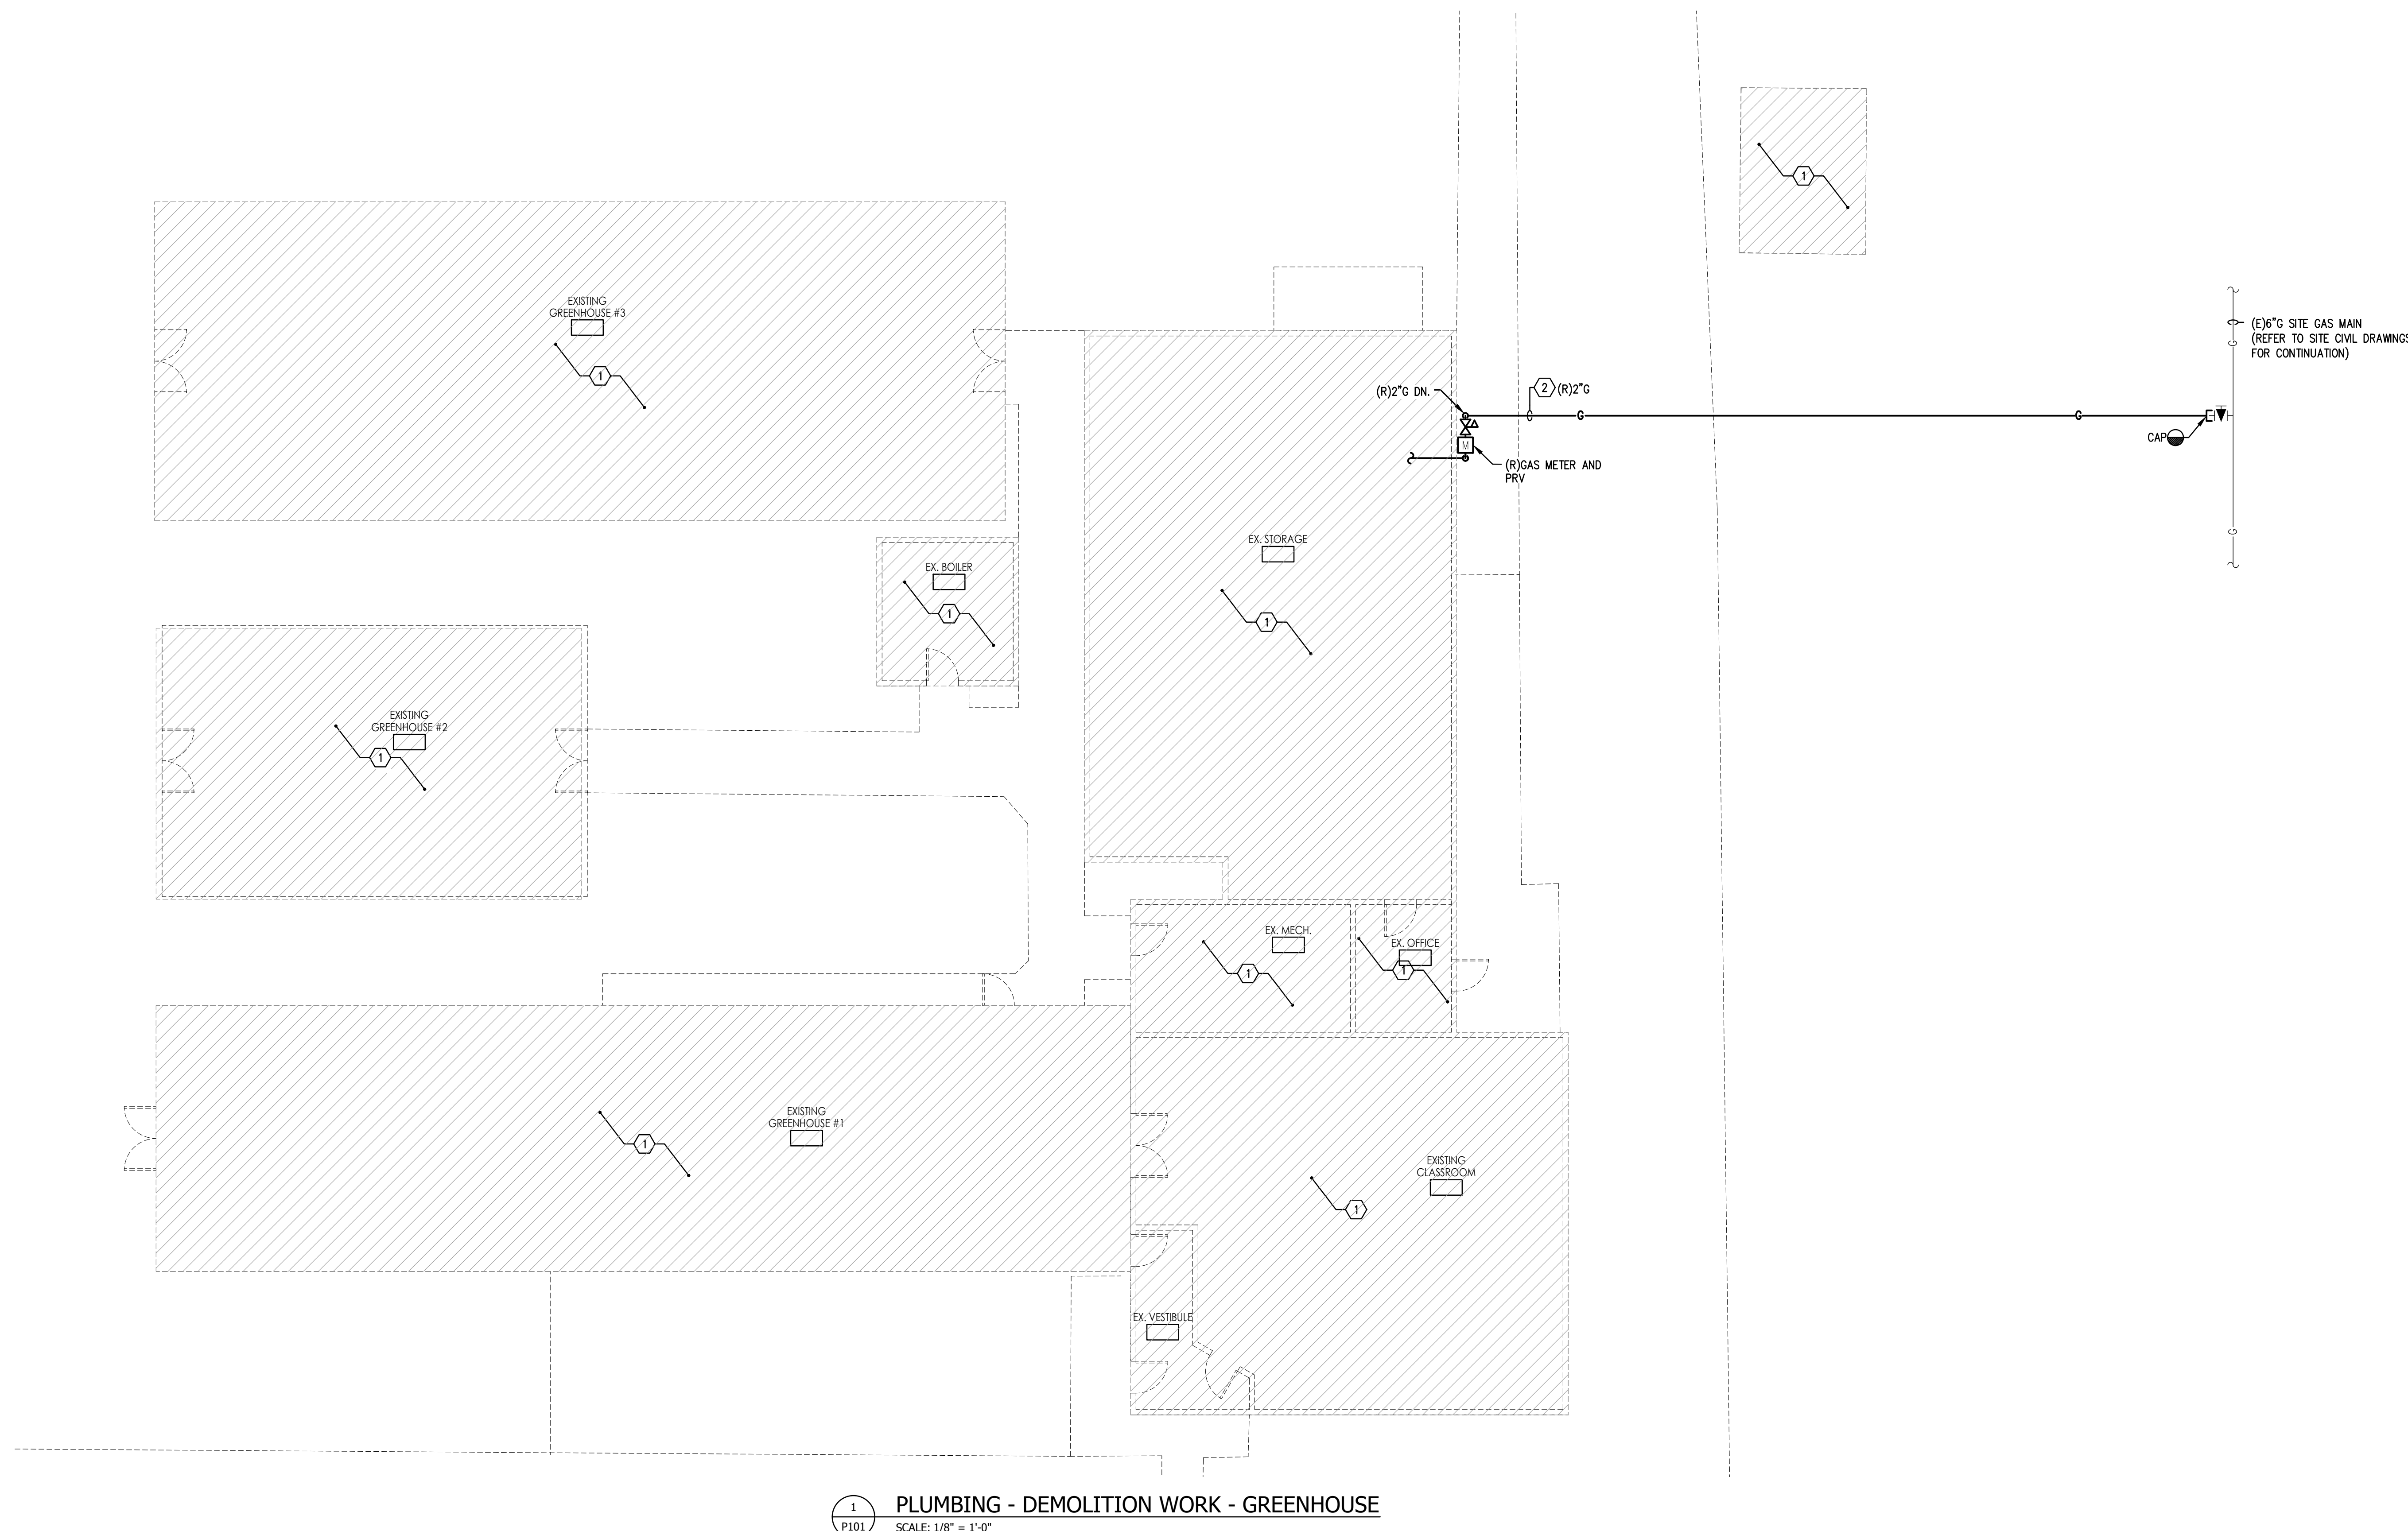 1
EXISTING
GREENHOUSE #3
1
(E)6"G SITE GAS MAIN
(REFER TO SITE CIVIL DRAWINGS
FOR CONTINUATION)
(R)2"G DN.
2
(R)2"G
G
G
G
CAP
M
(R)GAS METER AND
PRV
G
EX. STORAGE
1
EX. BOILER
1
EXISTING
GREENHOUSE #2
1
EX. MECH.
1
EX. OFFICE
1
EXISTING
GREENHOUSE #1
1
EXISTING
CLASSROOM
1
EX. VESTIBULE
1
P101
PLUMBING - DEMOLITION WORK - GREENHOUSE
SCALE: 1/8" = 1'-0"